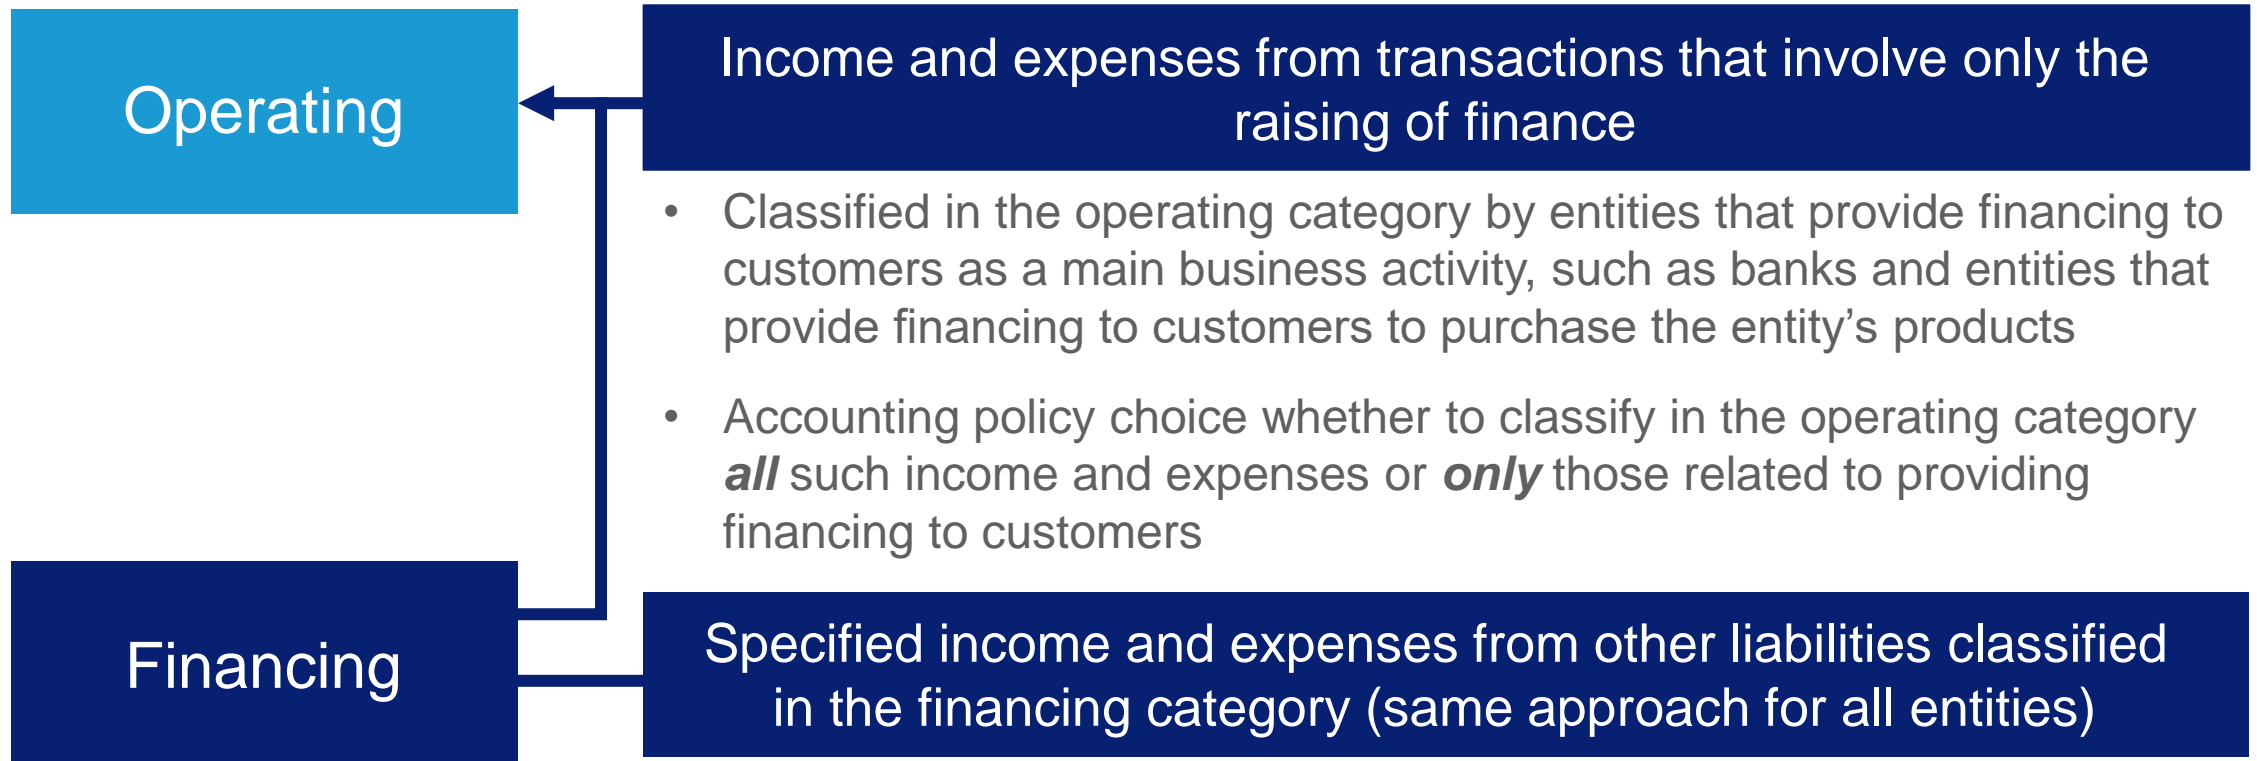 Operating
Income and expenses from transactions that involve only the
raising of finance
• Classified in the operating category by entities that provide financing to
customers as a main business activity, such as banks and entities that
provide financing to customers to purchase the entity’s products
• Accounting policy choice whether to classify in the operating category
all such income and expenses or only those related to providing
financing to customers
Financing
Specified income and expenses from other liabilities classified
in the financing category (same approach for all entities)